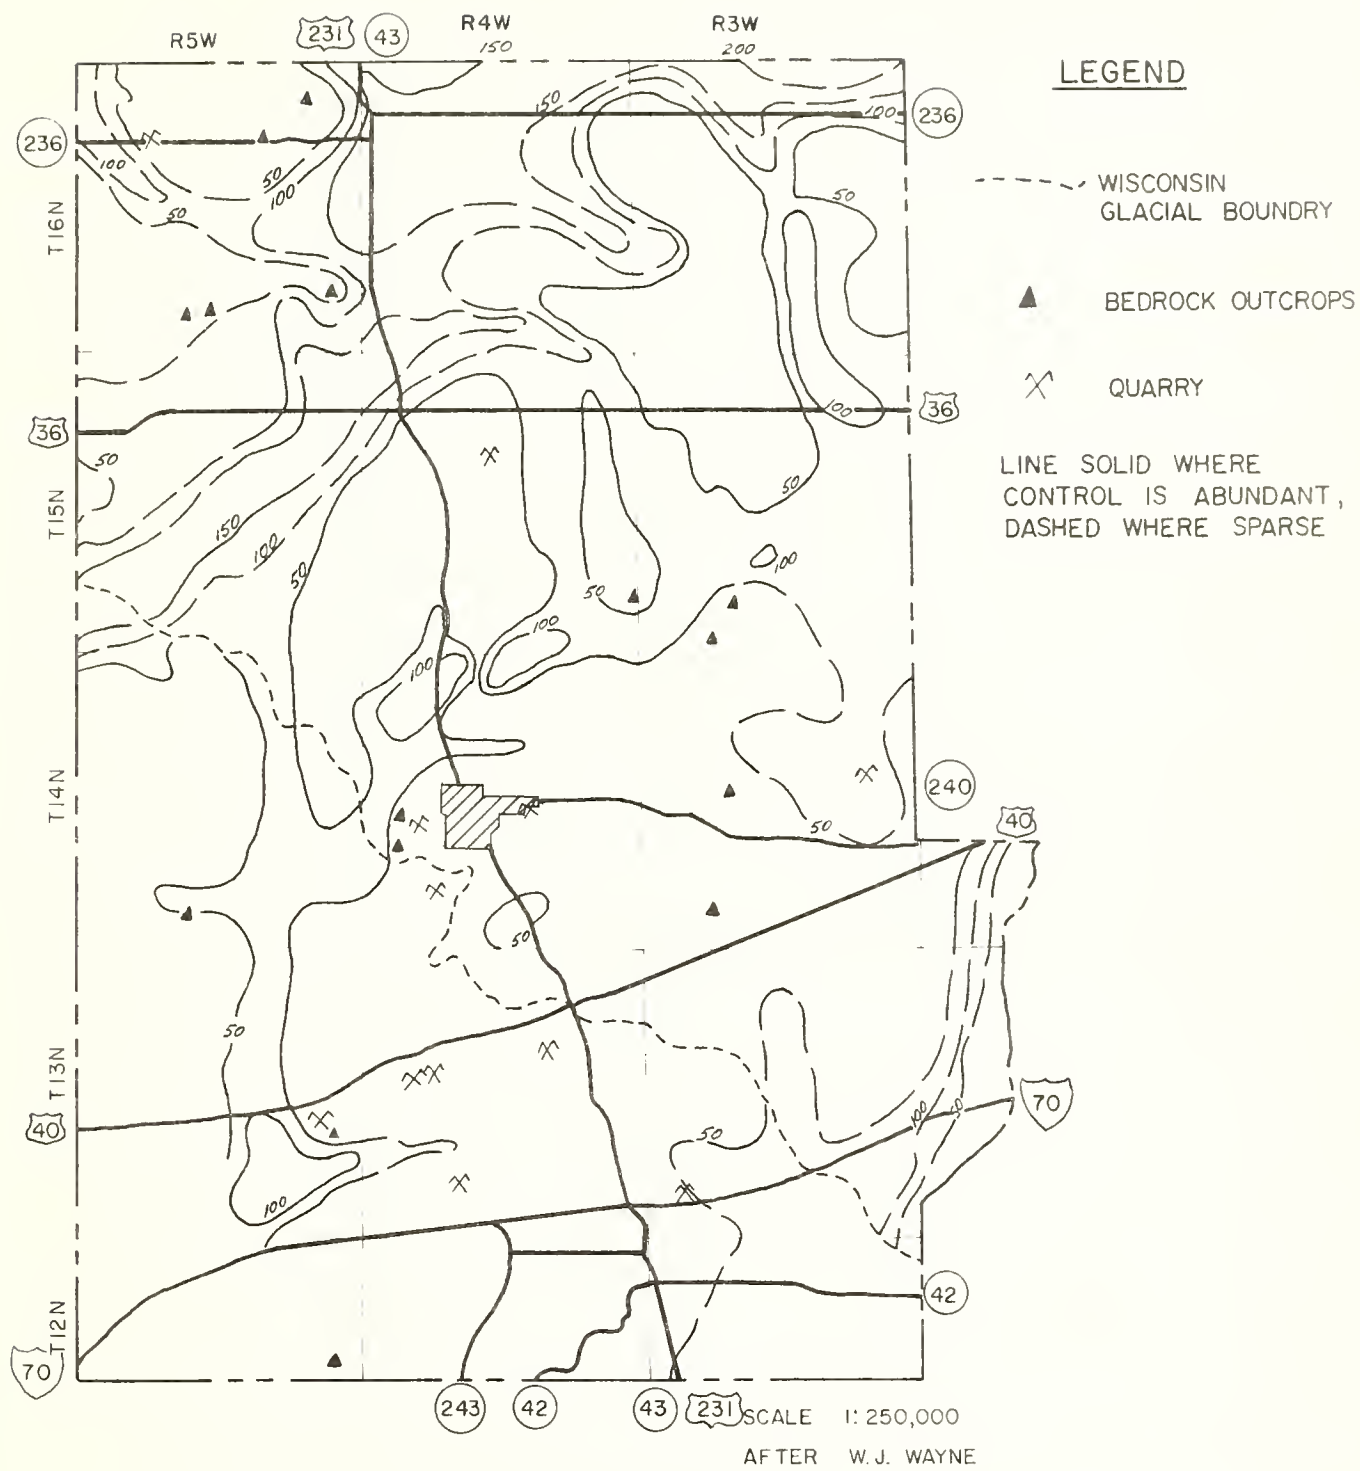 R5W
231
43
R4W
150
R3W
200
LEGEND
236
100
236
WISCONSIN
GLACIAL BOUNDRY
BEDROCK OUTCROPS
QUARRY
LINE SOLID WHERE
CONTROL IS ABUNDANT,
DASHED WHERE SPARSE
150
100
50
100
50
50
T16N
36
100
36
50
50
T15N
150
100
50
50
100
100
100
T14N
240
50
40
50
50
T13N
40
70
100
50
50
100
T12N
42
70
243
42
43
231
SCALE 1:250,000
AFTER W. J. WAYNE